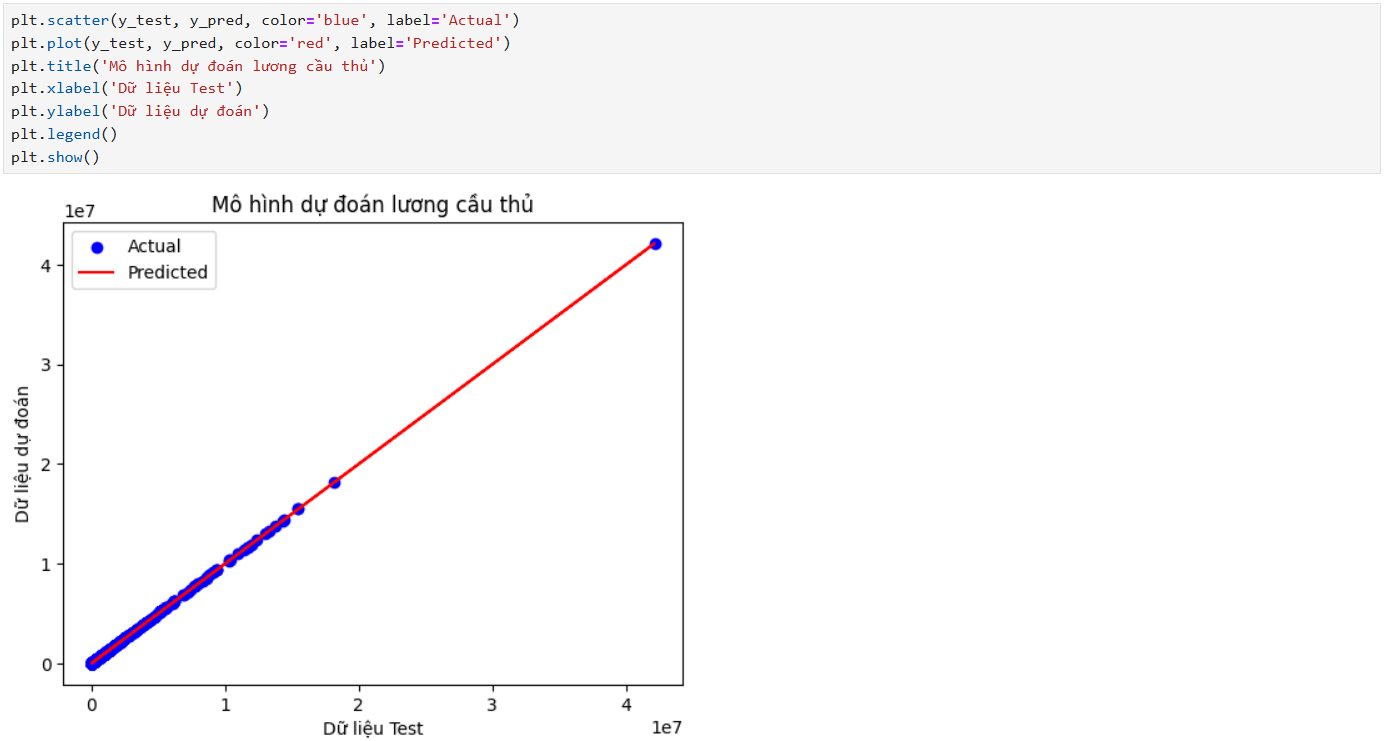 plt.scatter(y_test, y_pred, color='blue', label='Actual')
plt.plot(y_test, y_pred, color='red', label='Predicted')
plt.title('Mô hình dự đoán lương cầu thủ')
plt.xlabel('Dữ liệu Test')
plt.ylabel('Dữ liệu dự đoán')
plt.legend()
plt.show()
Mô hình dự đoán lương cầu thủ
1e7
Actual
Predicted
4
3
2
1
0
Dữ liệu dự đoán
0 1 2 3 4
1e7
Dữ liệu Test